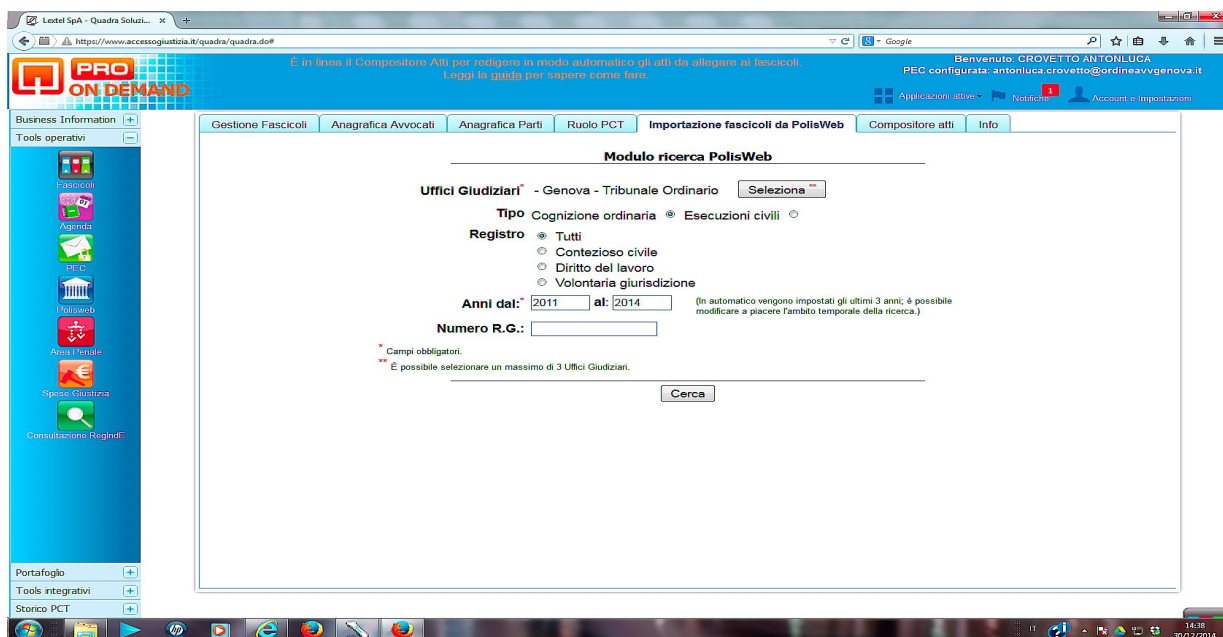 Lextel SpA - Quadra Soluzi... × +
https://www.accessogiustizia.it/quadra/quadra.do#
Google
PRO
ON DEMAND
È in linea il Compositore Atti per redigere in modo automatico gli atti da allegare ai fascicoli.
Leggi la guida per sapere come fare.
Benvenuto: CROVETTO ANTONLUCA
PEC configurata: antonluca.crovetto@ordineavvgenova.it
Applicazioni attive
Notifiche 1
Account e Impostazioni
Business Information
Tools operativi
Fascicoli
Agenda
PEC
Polisweb
Area Penale
Spese Giustizia
Consultazione RegIndE
Portafoglio
Tools integrativi
Storico PCT
Gestione Fascicoli Anagrafica Avvocati Anagrafica Parti Ruolo PCT Importazione fascicoli da PolisWeb Compositore atti Info
Modulo ricerca PolisWeb
Uffici Giudiziari* - Genova - Tribunale Ordinario Seleziona **
Tipo Cognizione ordinaria Esecuzioni civili
Registro Tutti
Contezioso civile
Diritto del lavoro
Volontaria giurisdizione
Anni dal:* 2011 al: 2014 (In automatico vengono impostati gli ultimi 3 anni; è possibile
modificare a piacere l'ambito temporale della ricerca.)
Numero R.G.:
* Campi obbligatori.
** È possibile selezionare un massimo di 3 Uffici Giudiziari.
Cerca
IT
14:38
30/12/2014